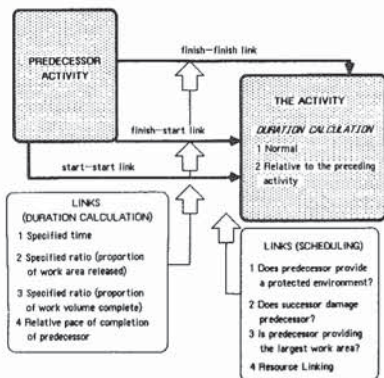 PREDECESSOR
ACTIVITY
finish-finish link
THE ACTIVITY
DURATION CALCULATION
1 Normal
2 Relative to the preceding
activity
finish-start link
start-start link
LINKS
(DURATION CALCULATION)
1 Specified time
2 Specified ratio (proportion
of work area released)
3 Specified ratio (proportion
of work volume complete)
4 Relative pace of completion
of predecessor
LINKS (SCHEDULING)
1 Does predecessor provide
a protected environment?
2 Does successor damage
predecessor?
3 Is predecessor providing
the largest work area?
4 Resource Linking